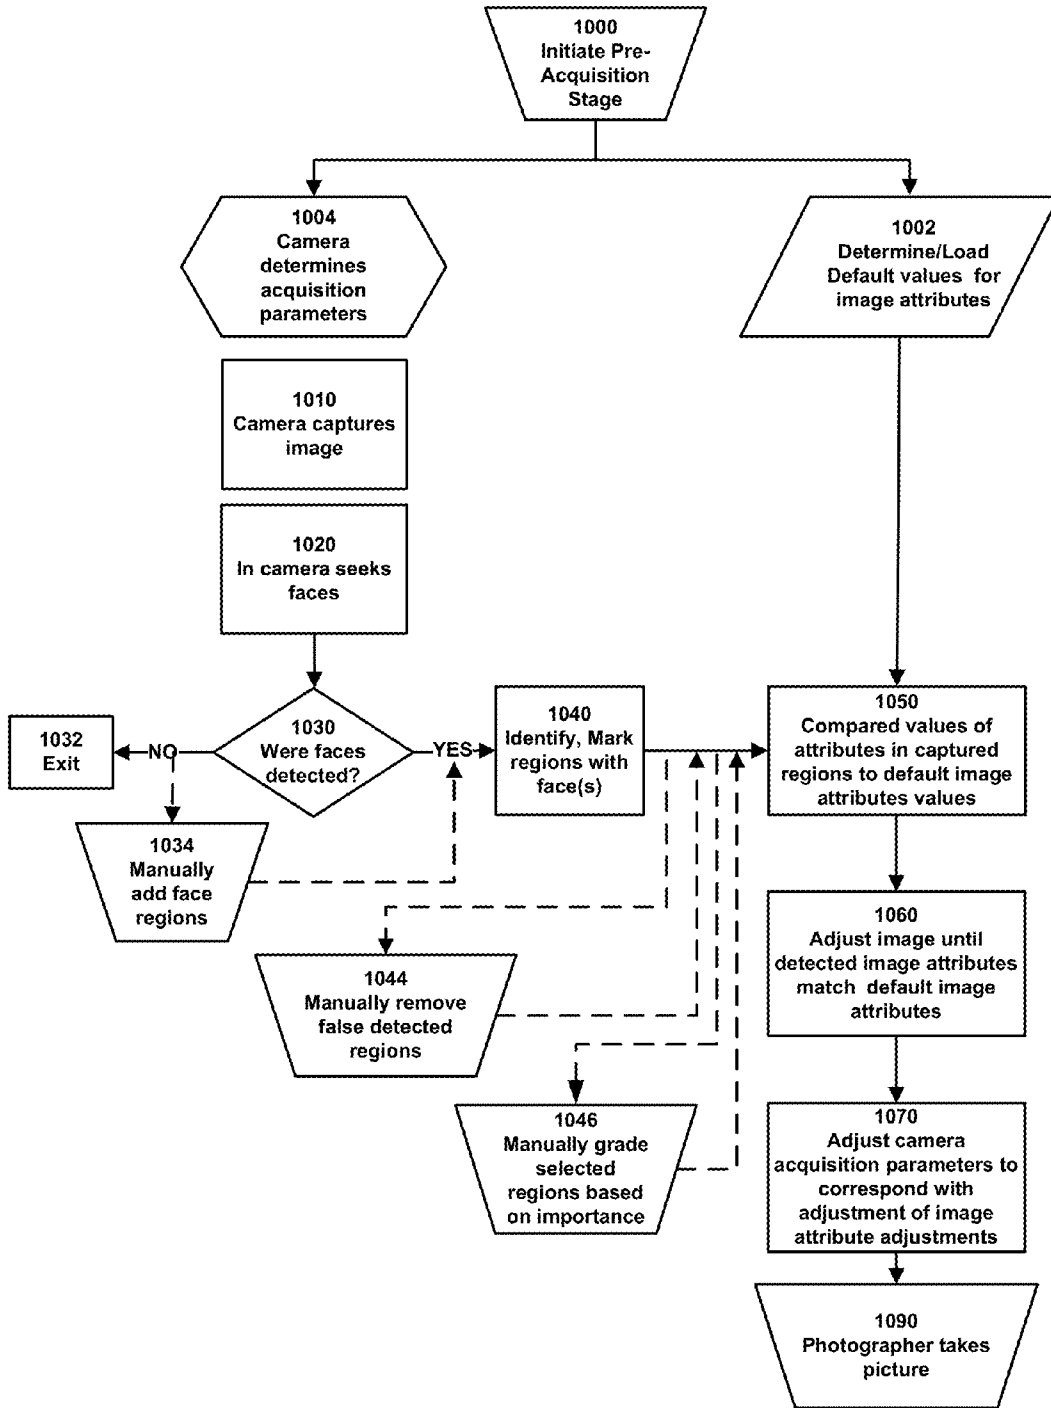 1000
Initiate Pre-
Acquisition
Stage
1004
Camera
determines
acquisition
parameters
1002
Determine/Load
Default values for
image attributes
1010
Camera captures
image
1020
In camera seeks
faces
1030
Were faces
detected?
NO
YES
1032
Exit
1034
Manually
add face
regions
1040
Identify, Mark
regions with
face(s)
1044
Manually remove
false detected
regions
1046
Manually grade
selected
regions based
on importance
1050
Compared values of
attributes in captured
regions to default image
attributes values
1060
Adjust image until
detected image attributes
match default image
attributes
1070
Adjust camera
acquisition parameters to
correspond with
adjustment of image
attribute adjustments
1090
Photographer takes
picture